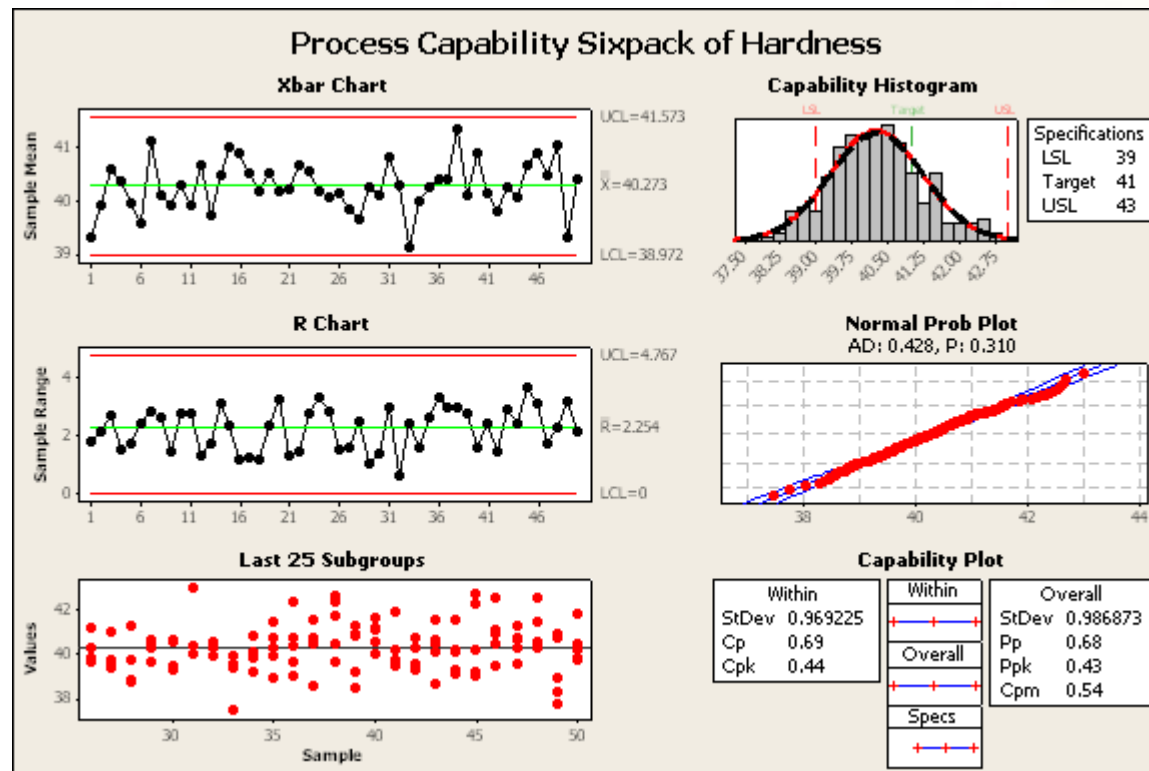 Process Capability Sixpack of Hardness
Xbar Chart
Sample Mean
41
40
39
1 6 11 16 21 26 31 36 41 46
UCL=41.573
X=40.273
LCL=38.972
Capability Histogram
LSL Target USL
37.50 38.25 39.00 39.75 40.50 41.25 42.00 42.75
Specifications
LSL 39
Target 41
USL 43
R Chart
Sample Range
4
2
0
1 6 11 16 21 26 31 36 41 46
UCL=4.767
R=2.254
LCL=0
Normal Prob Plot
AD: 0.428, P: 0.310
38 40 42 44
Last 25 Subgroups
Values
42
40
38
30 35 40 45 50
Sample
Capability Plot
Within
StDev 0.969225
Cp 0.69
Cpk 0.44
Within
Overall
Specs
Overall
StDev 0.986873
Pp 0.68
Ppk 0.43
Cpm 0.54